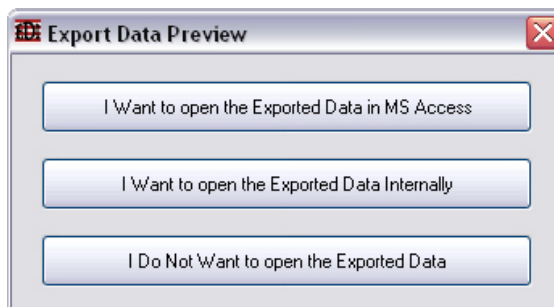 EDI Export Data Preview
I Want to open the Exported Data in MS Access
I Want to open the Exported Data Internally
I Do Not Want to open the Exported Data